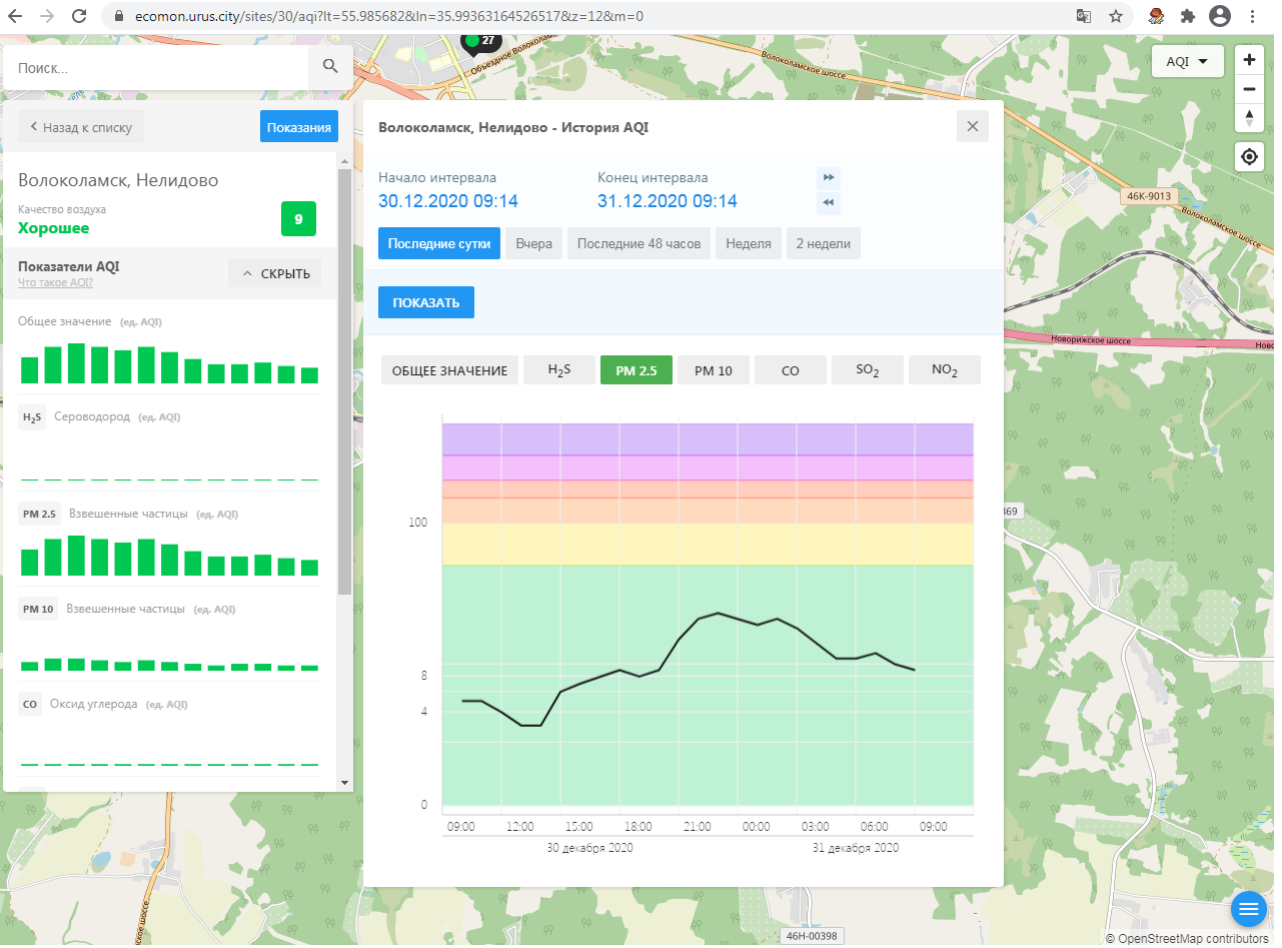 ecomon.urus.city/sites/30/aqi?lt=55.985682&ln=35.99363164526517&z=12&m=0
27
Объездное Волоколам
Волоколамское шоссе
Поиск...
AQI
Назад к списку
Показания
Волоколамск, Нелидово
Качество воздуха
Хорошее
9
Показатели AQI
Что такое AQI?
СКРЫТЬ
Общее значение (ед. AQI)
H2S Сероводород (ед. AQI)
PM 2.5 Взвешенные частицы (ед. AQI)
PM 10 Взвешенные частицы (ед. AQI)
CO Оксид углерода (ед. AQI)
Волоколамск, Нелидово - История AQI
Начало интервала
Конец интервала
30.12.2020 09:14
31.12.2020 09:14
Последние сутки
Вчера
Последние 48 часов
Неделя
2 недели
ПОКАЗАТЬ
ОБЩЕЕ ЗНАЧЕНИЕ
H2S
PM 2.5
PM 10
CO
SO2
NO2
100
8
4
0
09:00 12:00 15:00 18:00 21:00 00:00 03:00 06:00 09:00
30 декабря 2020
31 декабря 2020
46К-9013
Волоколамское шоссе
Новорижское шоссе
Ново
369
46Н-00398
© OpenStreetMap contributors